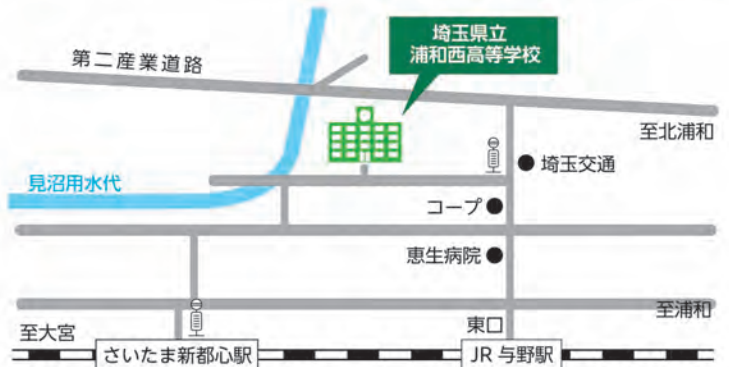 埼玉県立
浦和西高等学校
第二産業道路
至北浦和
埼玉交通
見沼用水代
コープ
恵生病院
至浦和
東口
至大宮
さいたま新都心駅
JR 与野駅